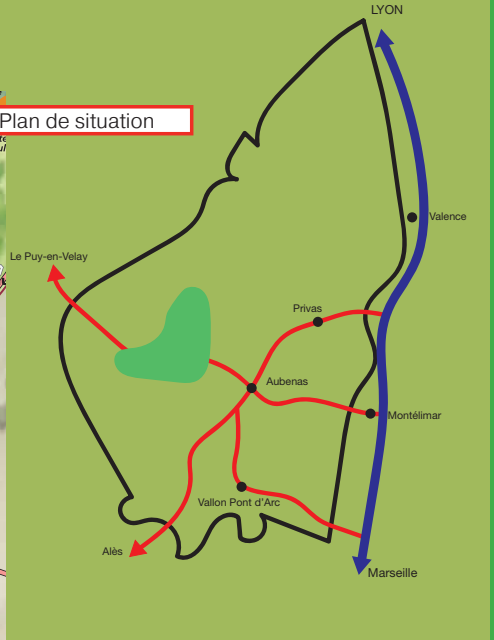 LYON
Plan de situation
Valence
Le Puy-en-Velay
Privas
Aubenas
Montélimar
Vallon Pont d'Arc
Alès
Marseille